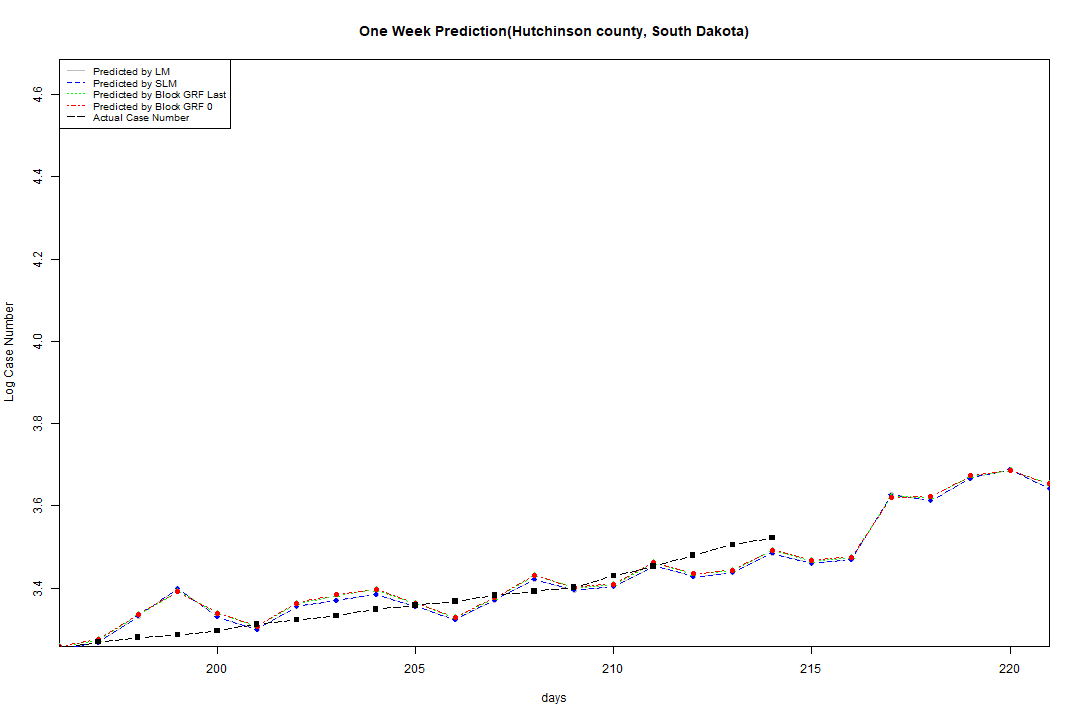 One Week Prediction(Hutchinson county, South Dakota)
Predicted by LM
Predicted by SLM
Predicted by Block GRF Last
Predicted by Block GRF 0
Actual Case Number
4.6
4.4
4.2
4.0
3.8
3.6
3.4
Log Case Number
200
205
210
215
220
days